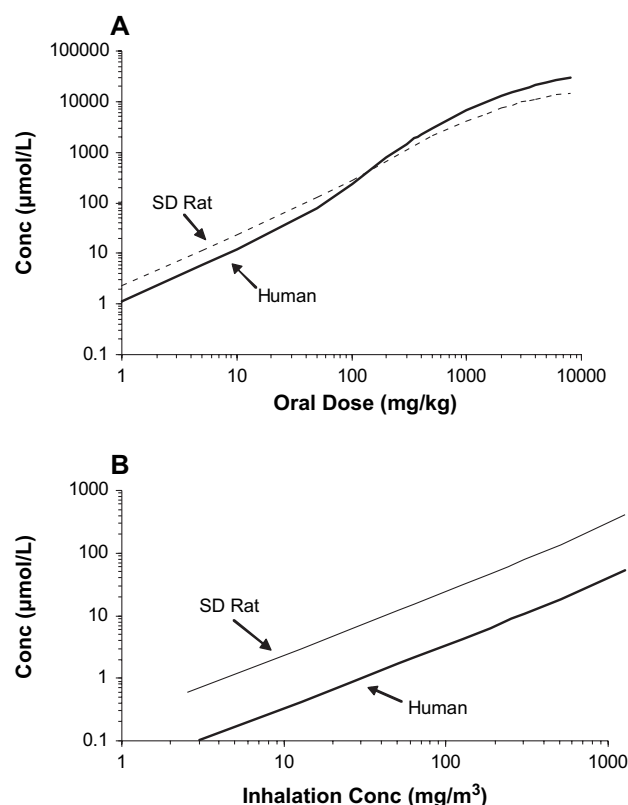 A
100000
10000
1000
100
10
1
0.1
Conc (µmol/L)
SD Rat
Human
1 10 100 1000 10000
Oral Dose (mg/kg)
B
1000
100
10
1
0.1
Conc (µmol/L)
SD Rat
Human
1 10 100 1000
Inhalation Conc (mg/m³)